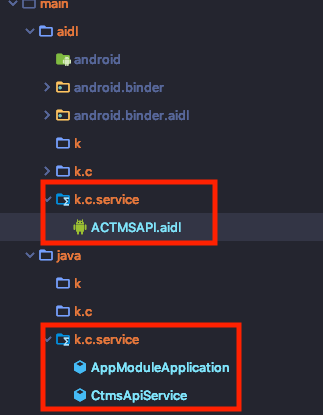 main
aidl
android
android.binder
android.binder.aidl
k
k.c
k.c.service
ACTMSAPI.aidl
java
k
k.c
k.c.service
AppModuleApplication
CtmsApiService